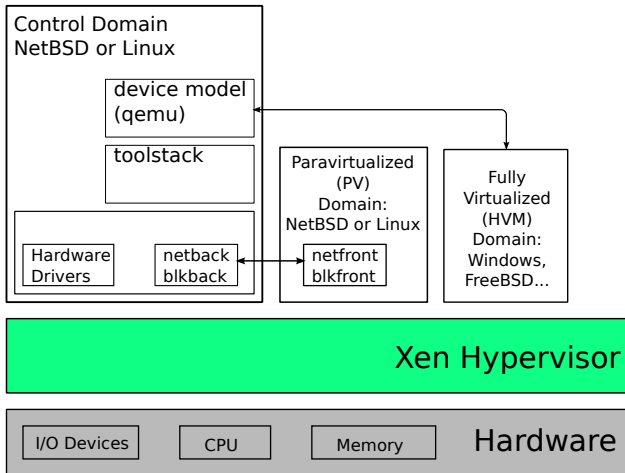 Control Domain
NetBSD or Linux
device model
(qemu)
toolstack
Hardware
Drivers
netback
blkback
Paravirtualized
(PV)
Domain:
NetBSD or Linux
netfront
blkfront
Fully
Virtualized
(HVM)
Domain:
Windows,
FreeBSD...
Xen Hypervisor
I/O Devices
CPU
Memory
Hardware